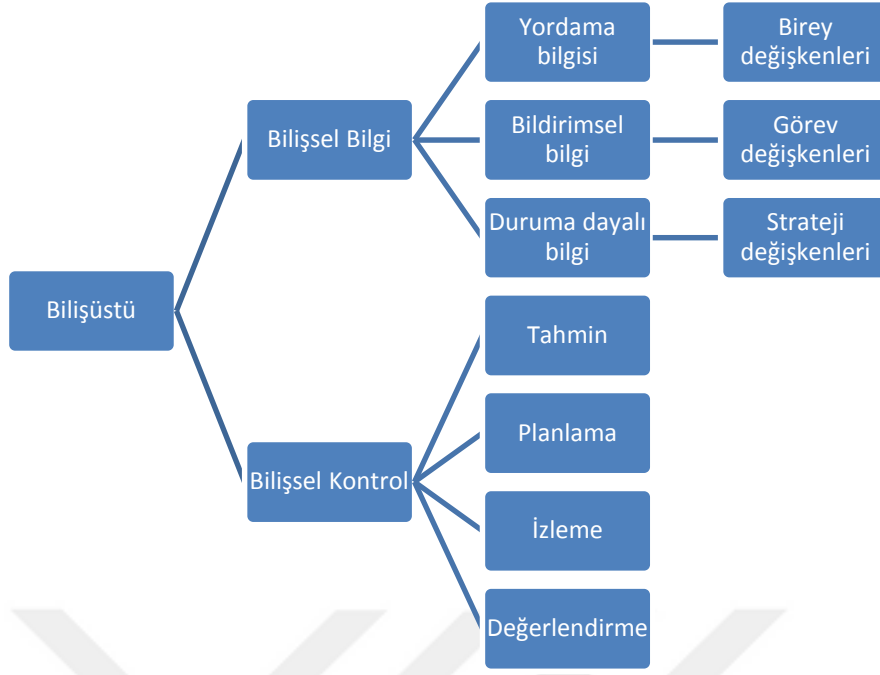 Yordama
bilgisi
Birey
değişkenleri
Bilişsel Bilgi
Bildirimsel
bilgi
Görev
değişkenleri
Duruma dayalı
bilgi
Strateji
değişkenleri
Bilişüstü
Tahmin
Planlama
Bilişsel Kontrol
İzleme
Değerlendirme